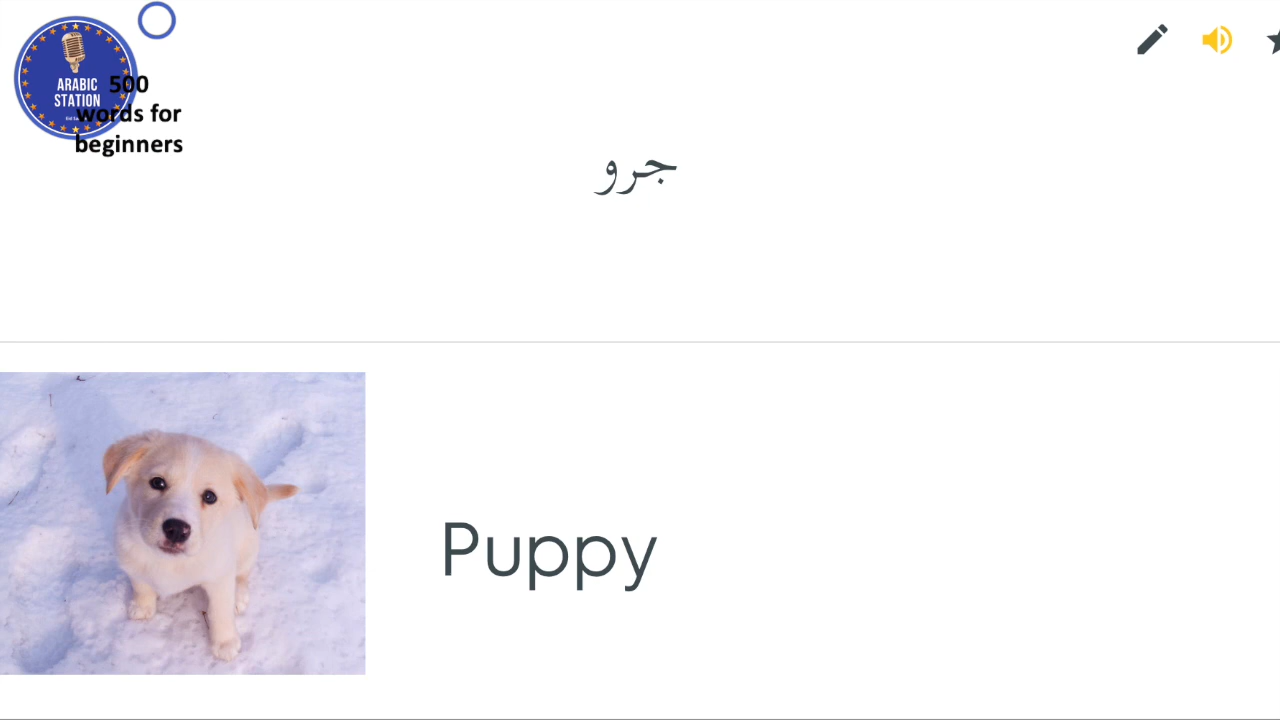 ARABIC
STATION
500
words for
beginners
جرو
Puppy